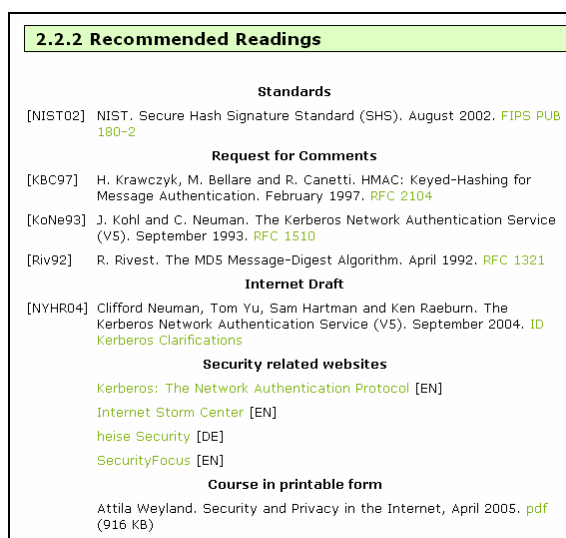 2.2.2 Recommended Readings
Standards
[NIST02] NIST. Secure Hash Signature Standard (SHS). August 2002. FIPS PUB
180-2
Request for Comments
[KBC97] H. Krawczyk, M. Bellare and R. Canetti. HMAC: Keyed-Hashing for
Message Authentication. February 1997. RFC 2104
[KoNe93] J. Kohl and C. Neuman. The Kerberos Network Authentication Service
(V5). September 1993. RFC 1510
[Riv92] R. Rivest. The MD5 Message-Digest Algorithm. April 1992. RFC 1321
Internet Draft
[NYHR04] Clifford Neuman, Tom Yu, Sam Hartman and Ken Raeburn. The
Kerberos Network Authentication Service (V5). September 2004. ID
Kerberos Clarifications
Security related websites
Kerberos: The Network Authentication Protocol [EN]
Internet Storm Center [EN]
heise Security [DE]
SecurityFocus [EN]
Course in printable form
Attila Weyland. Security and Privacy in the Internet, April 2005. pdf
(916 KB)